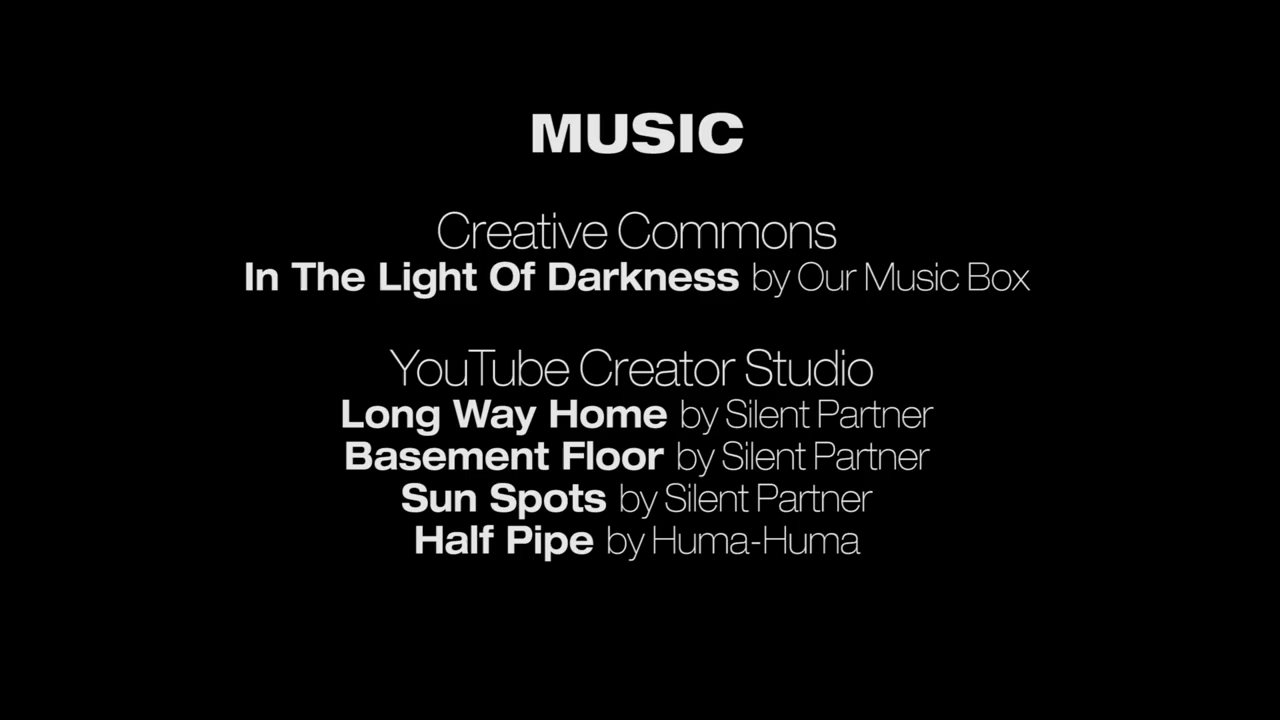 MUSIC
Creative Commons
In The Light Of Darkness by Our Music Box
YouTube Creator Studio
Long Way Home by Silent Partner
Basement Floor by Silent Partner
Sun Spots by Silent Partner
Half Pipe by Huma-Huma